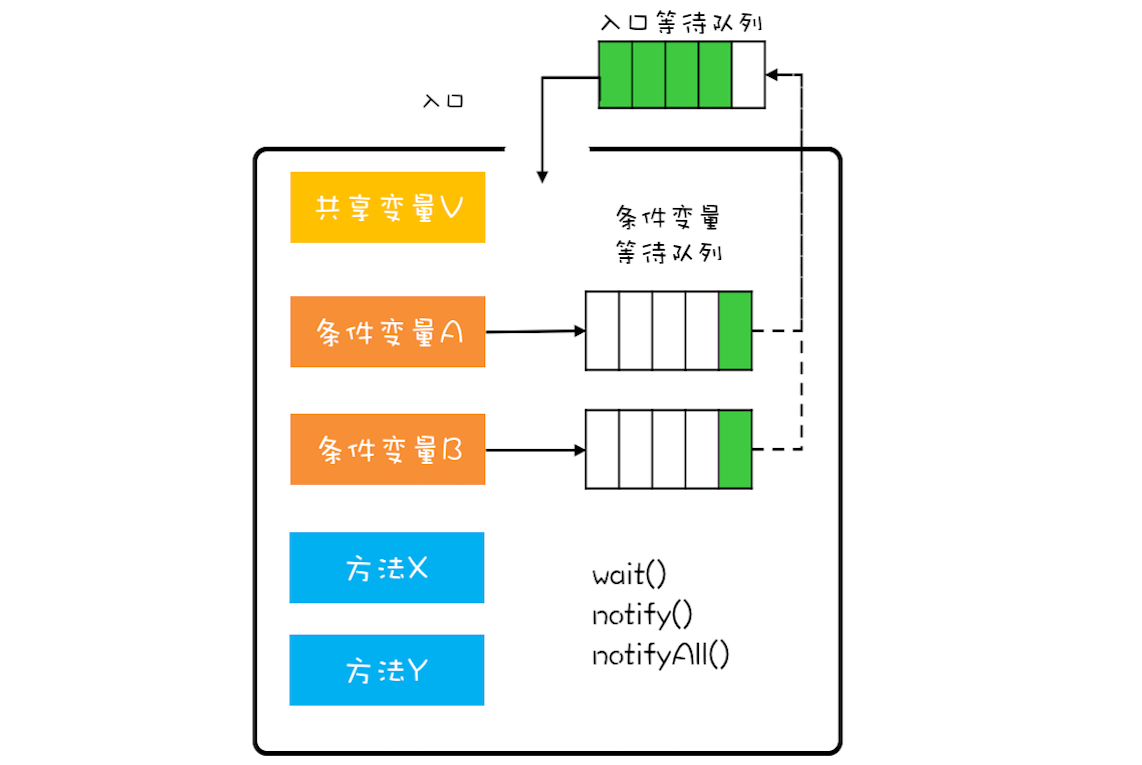 入口等待队列
入口
共享变量V
条件变量
等待队列
条件变量A
条件变量B
方法X
wait()
notify()
notifyAll()
方法Y